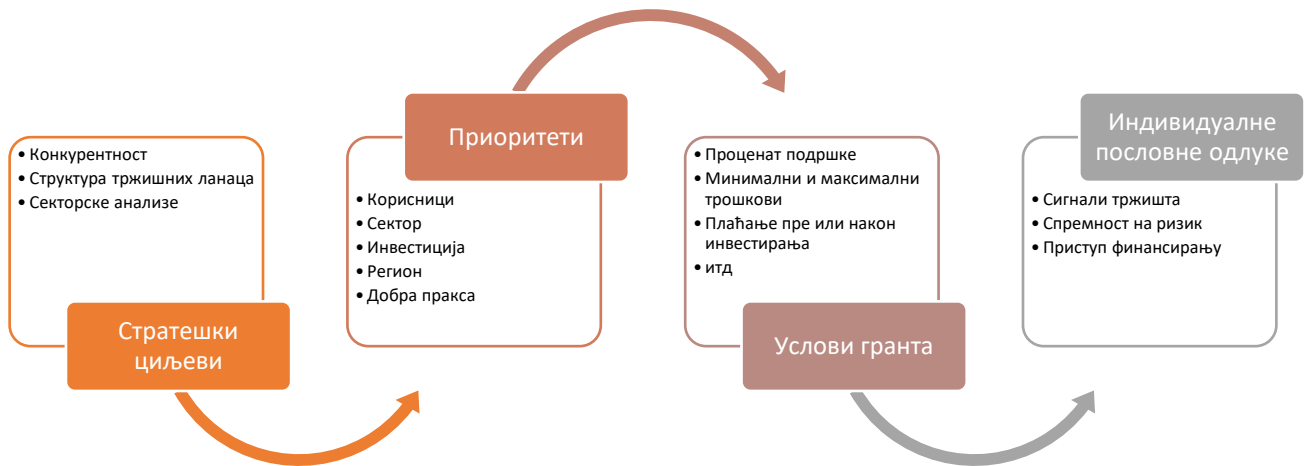 • Конкурентност
• Структура тржишних ланаца
• Секторске анализе
Стратешки
циљеви
Приоритети
• Корисници
• Сектор
• Инвестиција
• Регион
• Добра пракса
• Проценат подршке
• Минимални и максимални
трошкови
• Плаћање пре или након
инвестирања
• итд
Услови гранта
Индивидуалне
пословне одлуке
• Сигнали тржишта
• Спремност на ризик
• Приступ финансирању